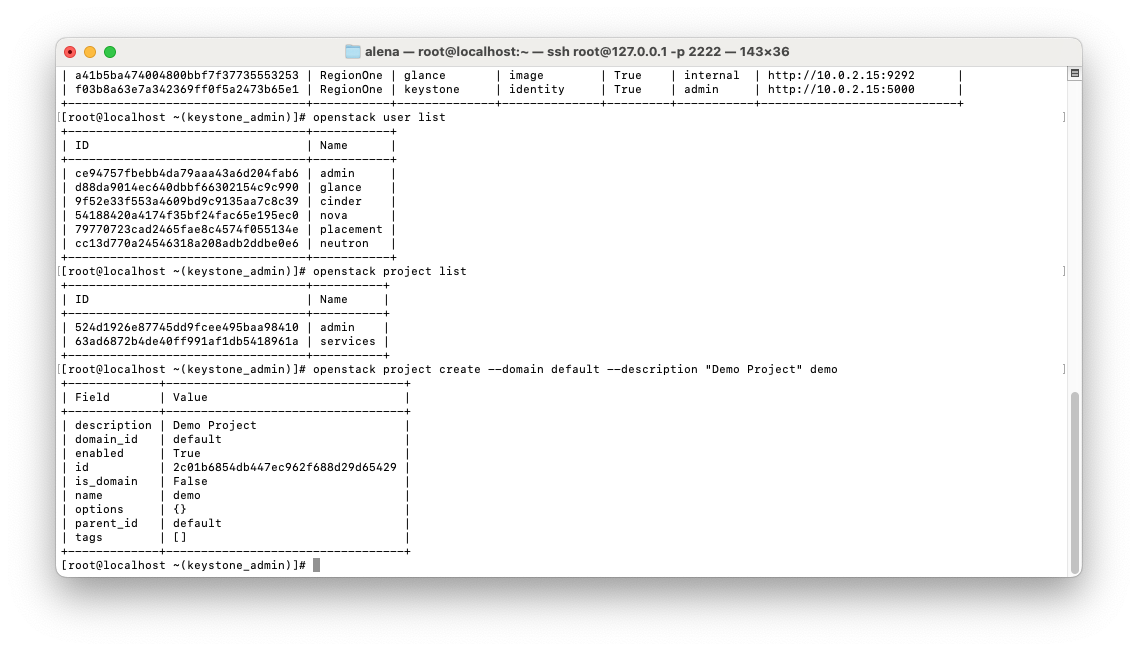 alena — root@localhost:~ — ssh root@127.0.0.1 -p 2222 — 143×36
| a41b5ba474004800bbf7f37735553253 | RegionOne | glance       | image        | True    | internal  | http://10.0.2.15:9292      |
| f03b8a63e7a342369ff0f5a2473b65e1 | RegionOne | keystone     | identity     | True    | admin     | http://10.0.2.15:5000      |
+----------------------------------+-----------+--------------+--------------+---------+-----------+----------------------------+
[[root@localhost ~(keystone_admin)]# openstack user list ]
+----------------------------------+-----------+
| ID                               | Name      |
+----------------------------------+-----------+
| ce94757fbebb4da79aaa43a6d204fab6 | admin     |
| d88da9014ec640dbbf66302154c9c990 | glance    |
| 9f52e33f553a4609bd9c9135aa7c8c39 | cinder    |
| 54188420a4174f35bf24fac65e195ec0 | nova      |
| 79770723cad2465fae8c4574f055134e | placement |
| cc13d770a24546318a208adb2ddbe0e6 | neutron   |
+----------------------------------+-----------+
[[root@localhost ~(keystone_admin)]# openstack project list ]
+----------------------------------+----------+
| ID                               | Name     |
+----------------------------------+----------+
| 524d1926e87745dd9fcee495baa98410 | admin    |
| 63ad6872b4de40ff991af1db5418961a | services |
+----------------------------------+----------+
[[root@localhost ~(keystone_admin)]# openstack project create --domain default --description "Demo Project" demo ]
+-------------+----------------------------------+
| Field       | Value                            |
+-------------+----------------------------------+
| description | Demo Project                     |
| domain_id   | default                          |
| enabled     | True                             |
| id          | 2c01b6854db447ec962f688d29d65429 |
| is_domain   | False                            |
| name        | demo                             |
| options     | {}                               |
| parent_id   | default                          |
| tags        | []                               |
+-------------+----------------------------------+
[root@localhost ~(keystone_admin)]#